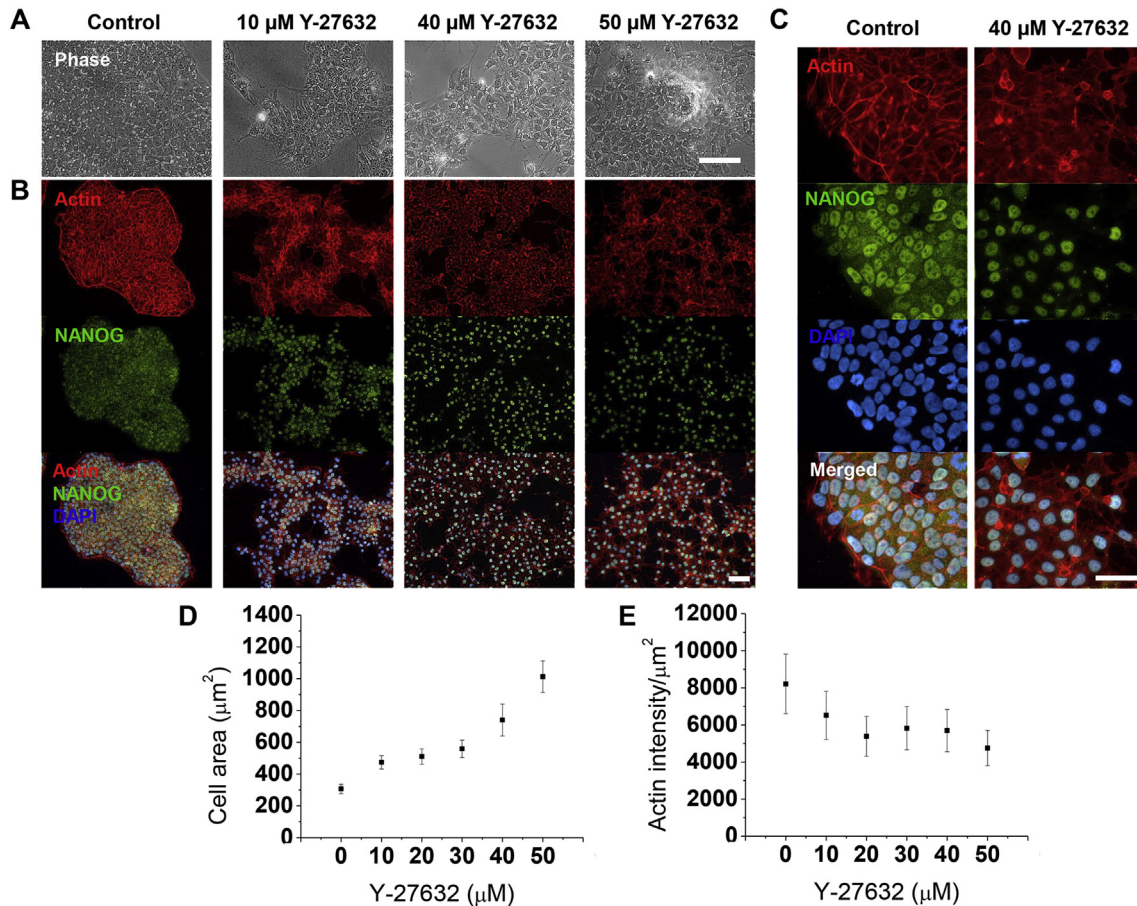 A Control 10 µM Y-27632 40 µM Y-27632 50 µM Y-27632
Phase
B
Actin
NANOG
Actin
NANOG
DAPI
C Control 40 µM Y-27632
Actin
NANOG
DAPI
Merged
D
Cell area (µm²)
1400
1200
1000
800
600
400
200
0
0 10 20 30 40 50
Y-27632 (µM)
E
Actin intensity/µm²
12000
10000
8000
6000
4000
2000
0
0 10 20 30 40 50
Y-27632 (µM)